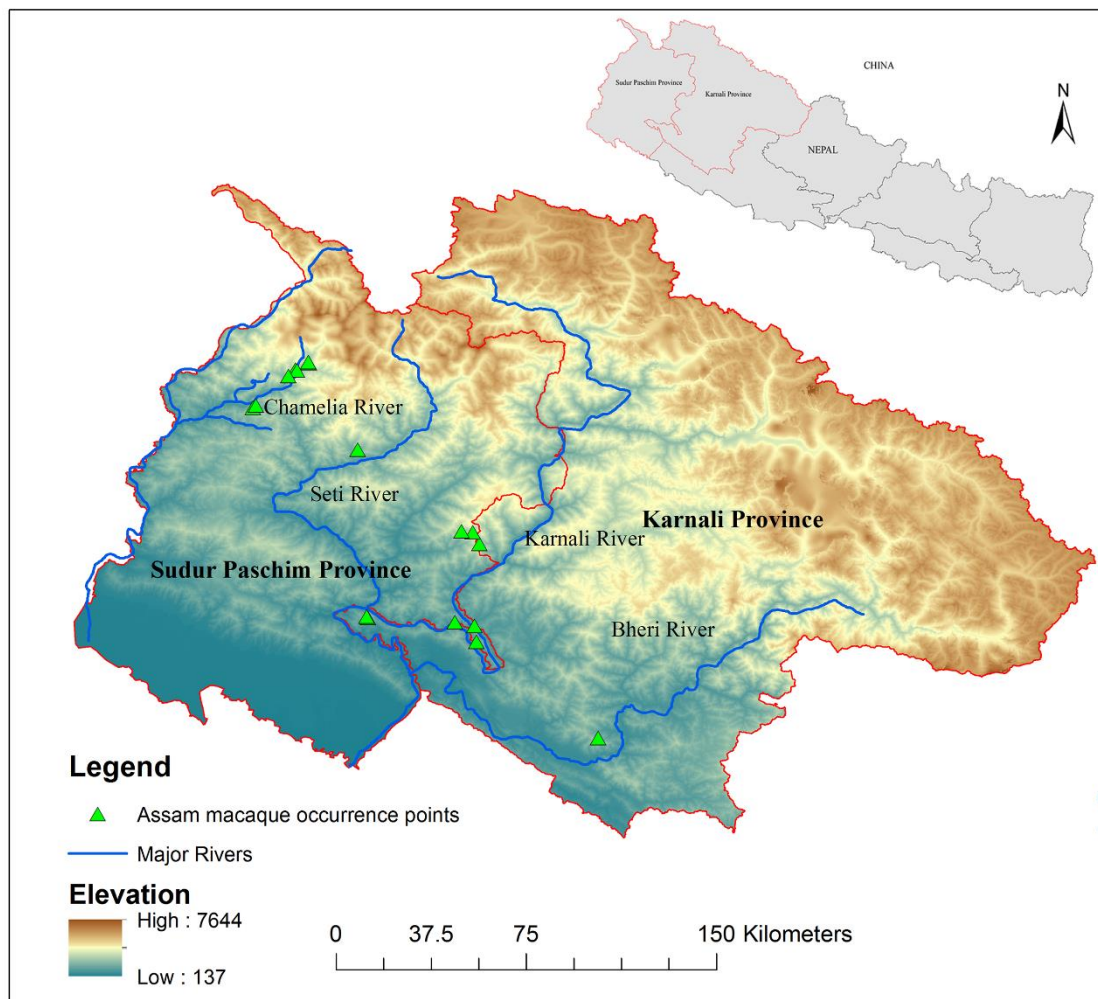 CHINA
Sudur Paschim Province
Karnali Province
N
NEPAL
Chamelia River
Seti River
Karnali Province
Karnali River
Sudur Paschim Province
Bheri River
Legend
Assam macaque occurrence points
Major Rivers
Elevation
High : 7644
Low : 137
0 37.5 75 150 Kilometers